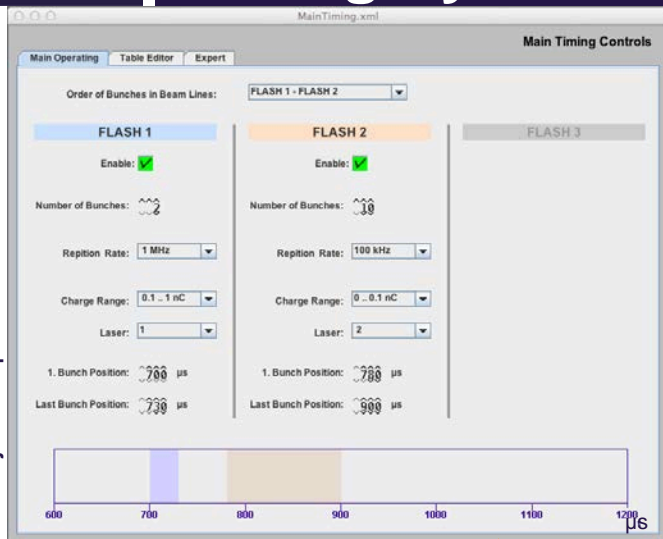 MainTiming.xml
Main Timing Controls
Main Operating Table Editor Expert
Order of Bunches in Beam Lines: FLASH 1 - FLASH 2
FLASH 1 FLASH 2 FLASH 3
Enable: Enable:
Number of Bunches: 2 Number of Bunches: 10
Repition Rate: 1 MHz Repition Rate: 100 kHz
Charge Range: 0.1 .. 1 nC Charge Range: 0 .. 0.1 nC
Laser: 1 Laser: 2
1. Bunch Position: 700 µs 1. Bunch Position: 780 µs
Last Bunch Position: 730 µs Last Bunch Position: 900 µs
600 700 800 900 1000 1100 1200
µs